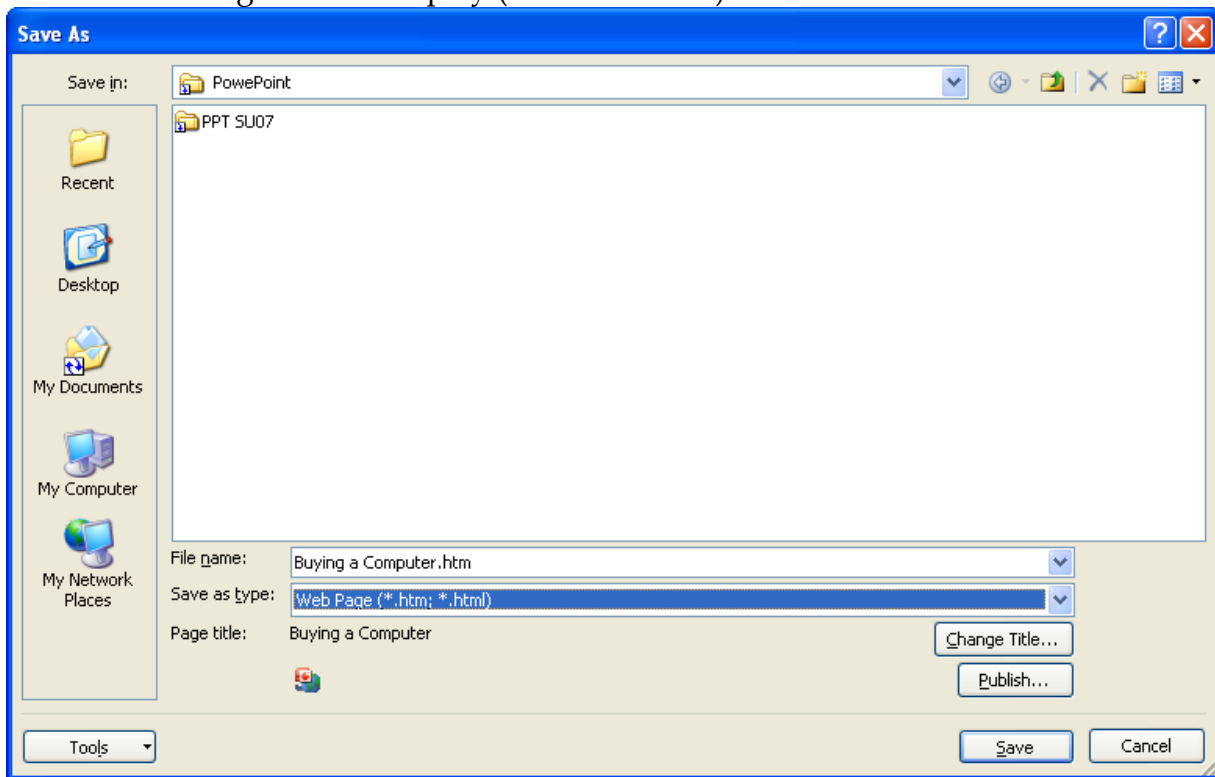 Save As
Save in:
PowePoint
PPT SU07
Recent
Desktop
My Documents
My Computer
My Network
Places
File name:
Buying a Computer.htm
Save as type:
Web Page (*.htm; *.html)
Page title:
Buying a Computer
Change Title...
Publish...
Tools
Save
Cancel